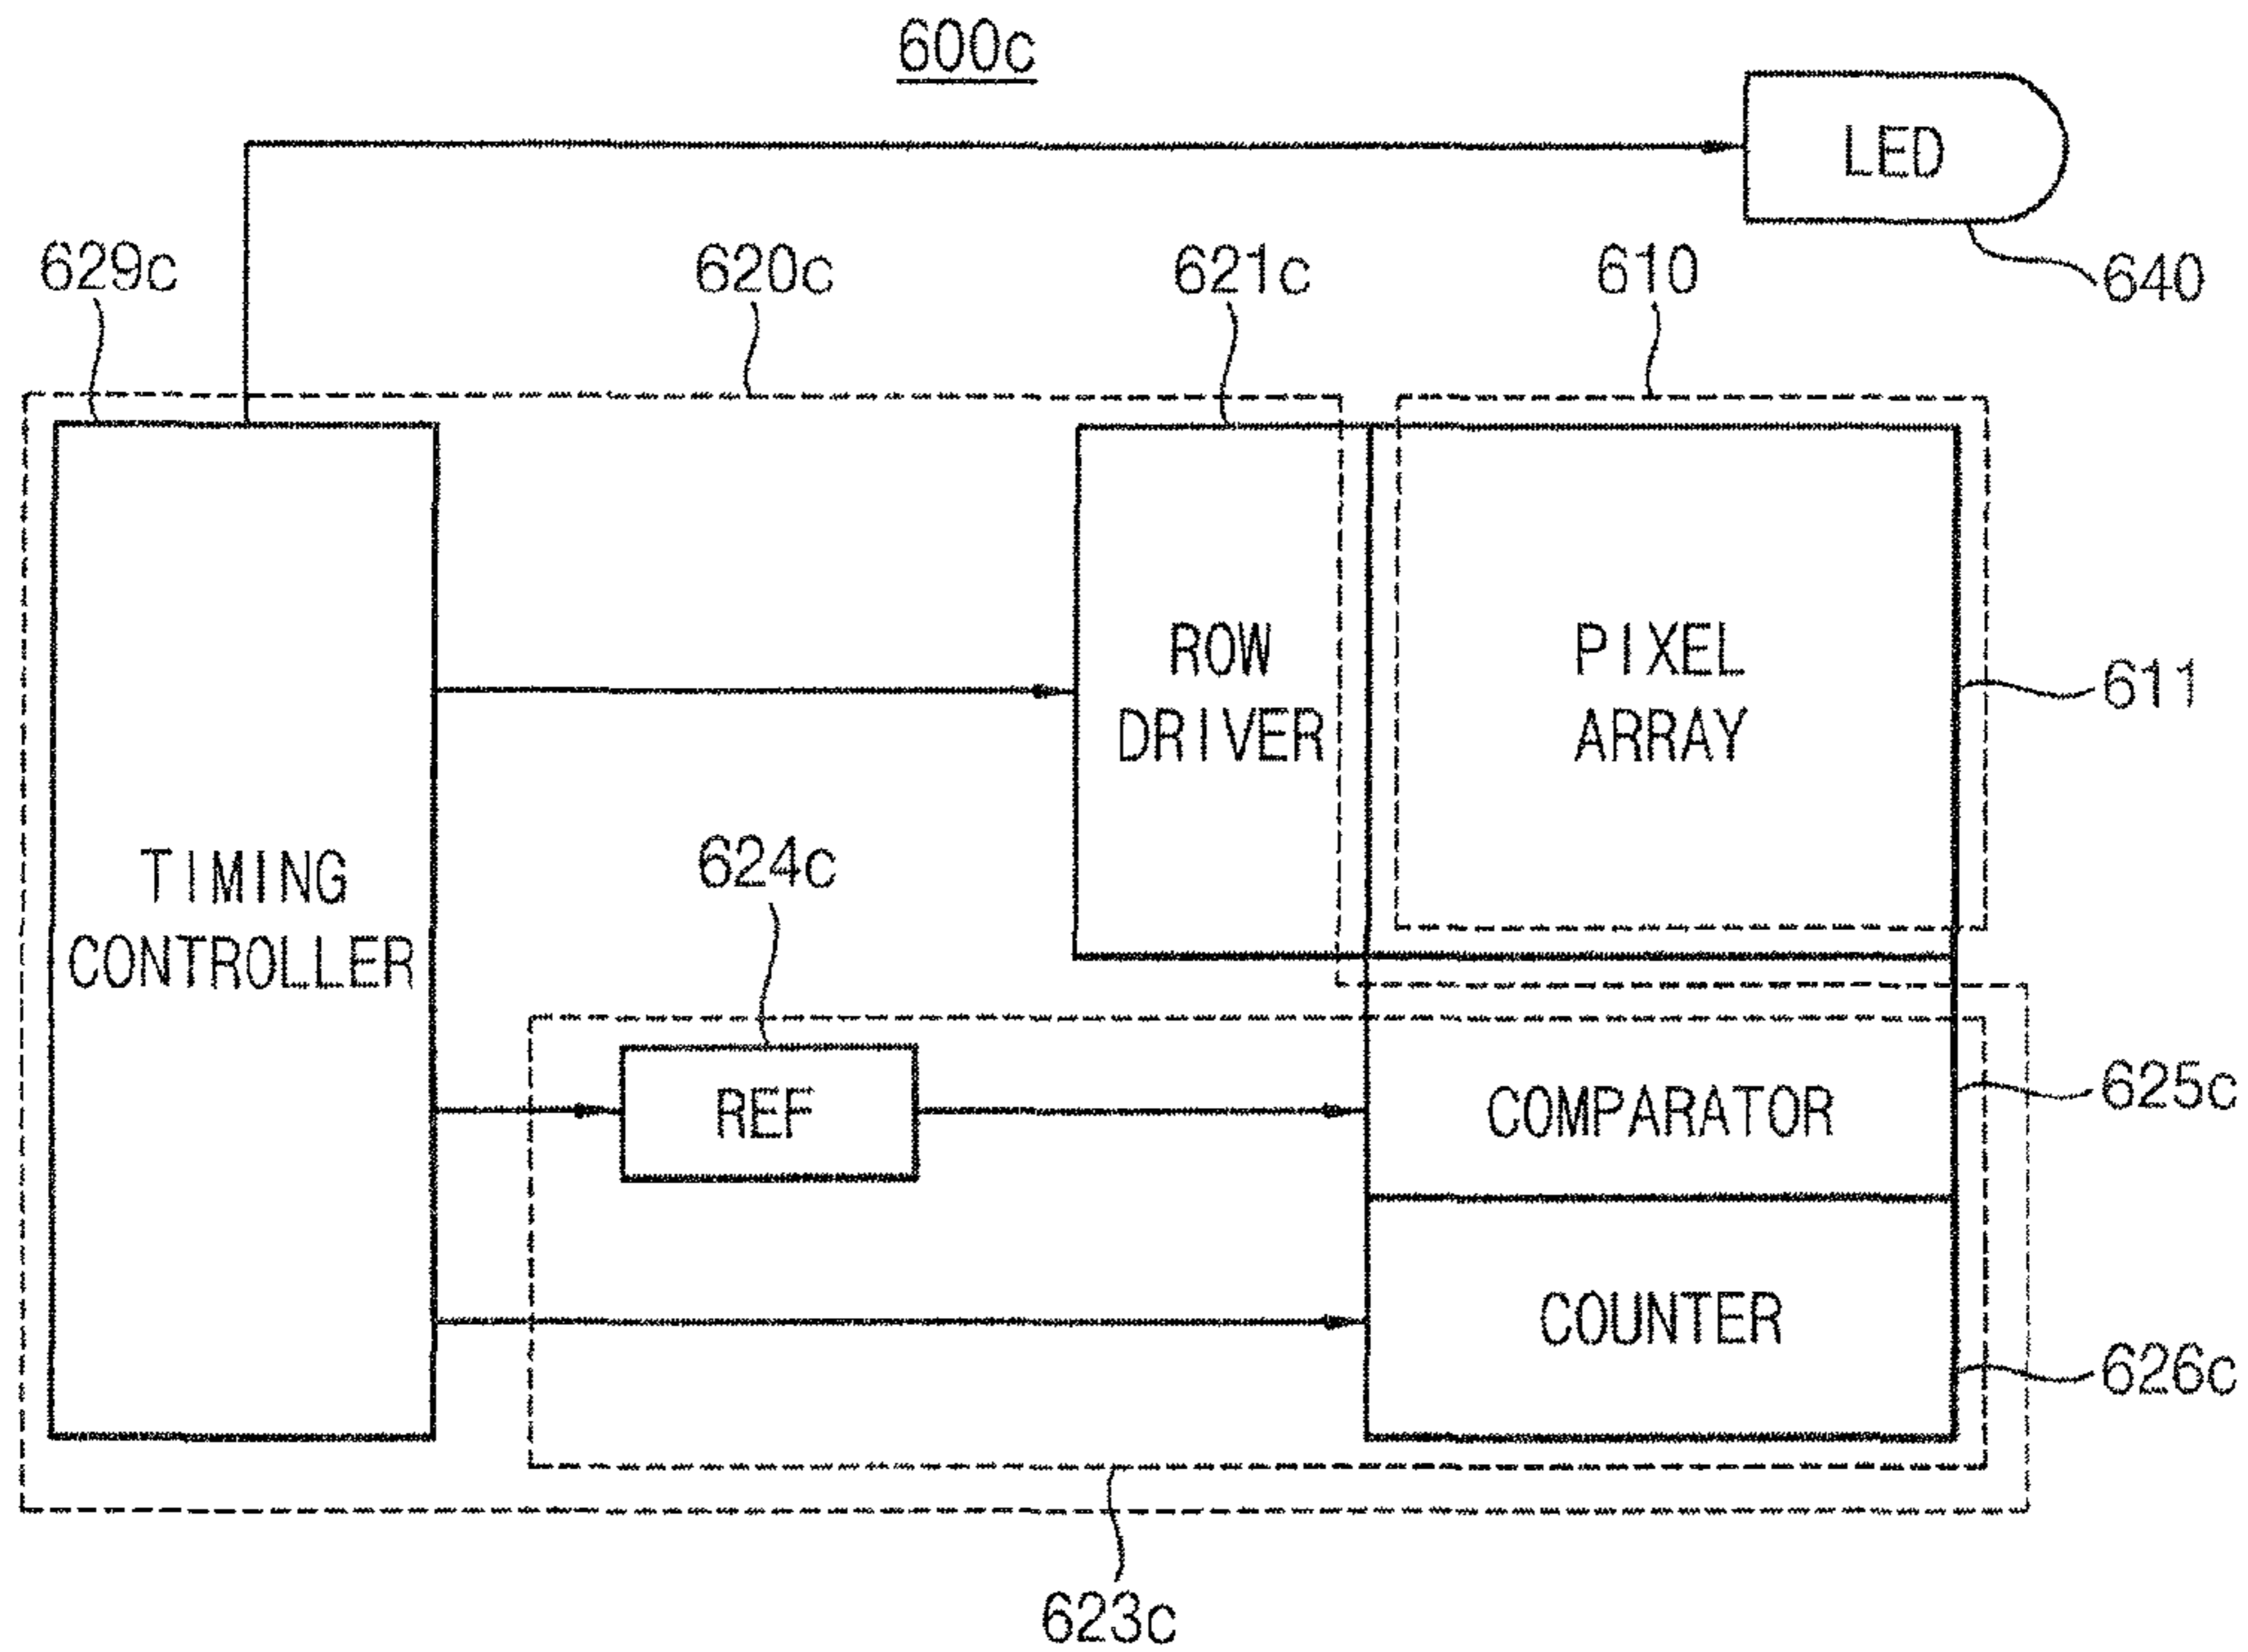 600c
LED
640
629c
620c
621c
610
ROW
DRIVER
PIXEL
ARRAY
611
TIMING
CONTROLLER
624c
REF
COMPARATOR
625c
COUNTER
626c
623c